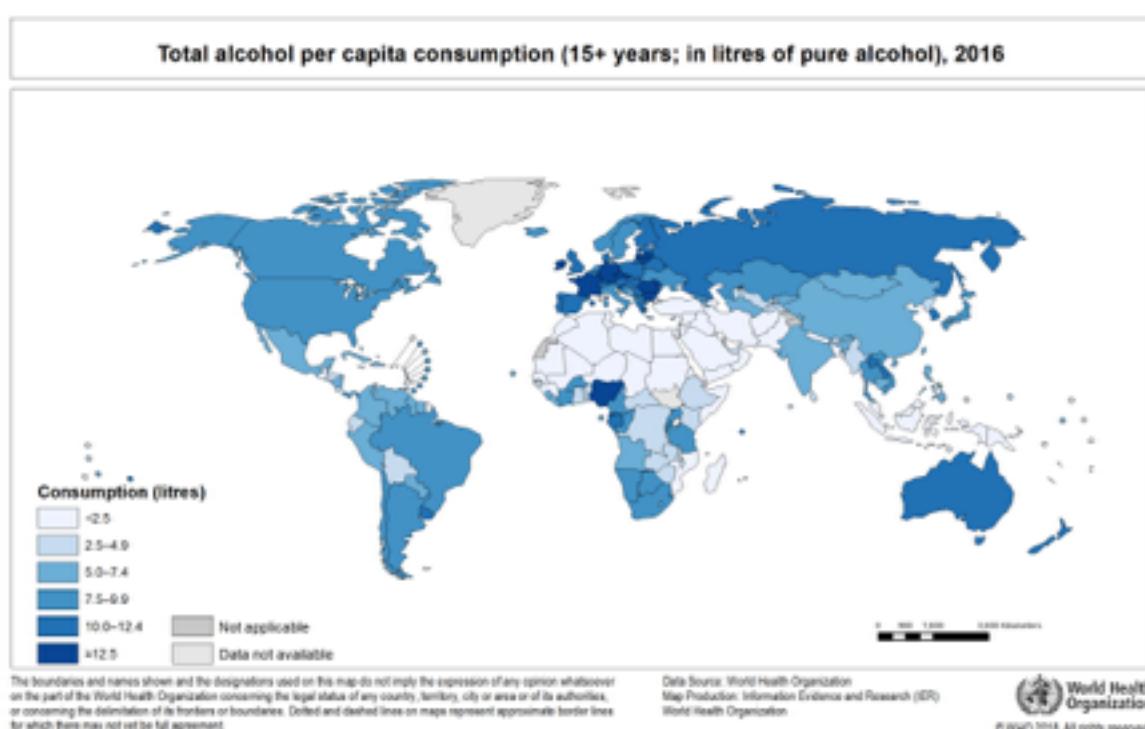 Total alcohol per capita consumption (15+ years; in litres of pure alcohol), 2016
Consumption (litres)
<2.5
2.5–4.9
5.0–7.4
7.5–9.9
10.0–12.4
≥12.5
Not applicable
Data not available
The boundaries and names shown and the designations used on this map do not imply the expression of any opinion whatsoever
on the part of the World Health Organization concerning the legal status of any country, territory, city or area or of its authorities,
or concerning the delimitation of its frontiers or boundaries. Dotted and dashed lines on maps represent approximate border lines
for which there may not yet be full agreement.
Data Source: World Health Organization
Map Production: Information Evidence and Research (IER)
World Health Organization
World Health
Organization
© WHO 2018. All rights reserved